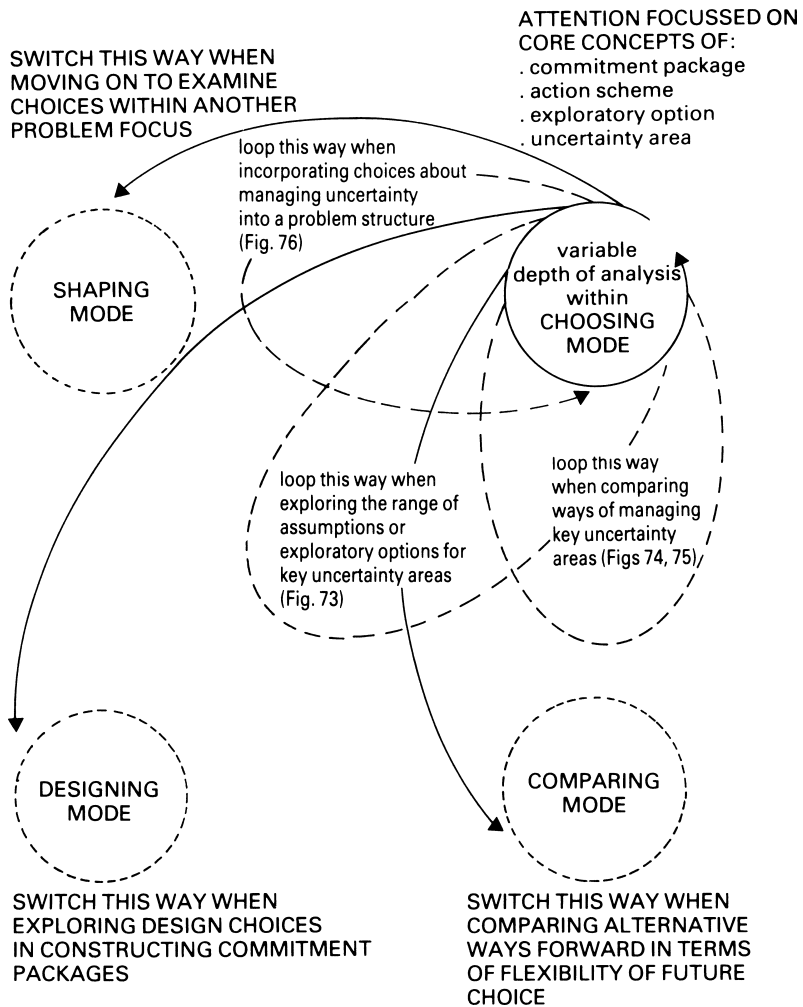 SWITCH THIS WAY WHEN
MOVING ON TO EXAMINE
CHOICES WITHIN ANOTHER
PROBLEM FOCUS
ATTENTION FOCUSSED ON
CORE CONCEPTS OF:
. commitment package
. action scheme
. exploratory option
. uncertainty area
loop this way when
incorporating choices about
managing uncertainty
into a problem structure
(Fig. 76)
SHAPING
MODE
variable
depth of analysis
within
CHOOSING
MODE
loop this way when
exploring the range of
assumptions or
exploratory options for
key uncertainty areas
(Fig. 73)
loop this way
when comparing
ways of managing
key uncertainty
areas (Figs 74, 75)
DESIGNING
MODE
COMPARING
MODE
SWITCH THIS WAY WHEN
EXPLORING DESIGN CHOICES
IN CONSTRUCTING COMMITMENT
PACKAGES
SWITCH THIS WAY WHEN
COMPARING ALTERNATIVE
WAYS FORWARD IN TERMS
OF FLEXIBILITY OF FUTURE
CHOICE